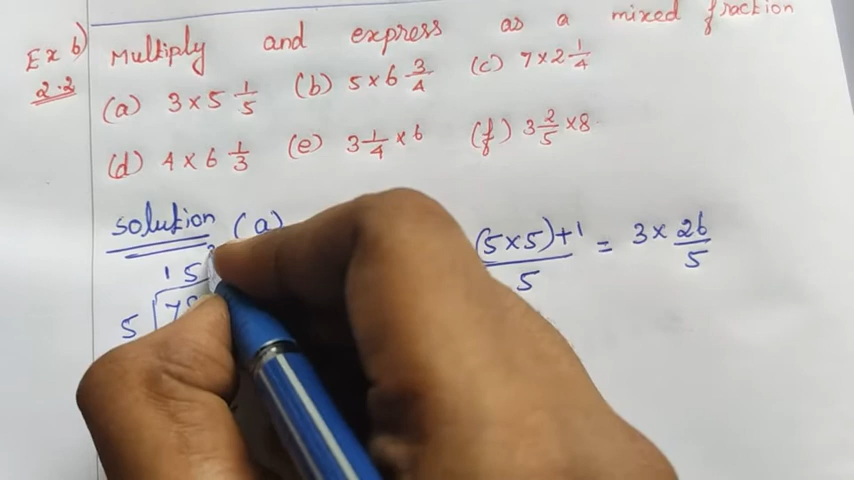 Ex 6) Multiply and express as a mixed fraction
2.2
(a) 3 × 5 1/5 (b) 5 × 6 3/4 (c) 7 × 2 1/4
(d) 4 × 6 1/3 (e) 3 1/4 × 6 (f) 3 2/5 × 8
Solution (a) (5×5)+1/5 = 3 × 26/5
15
5